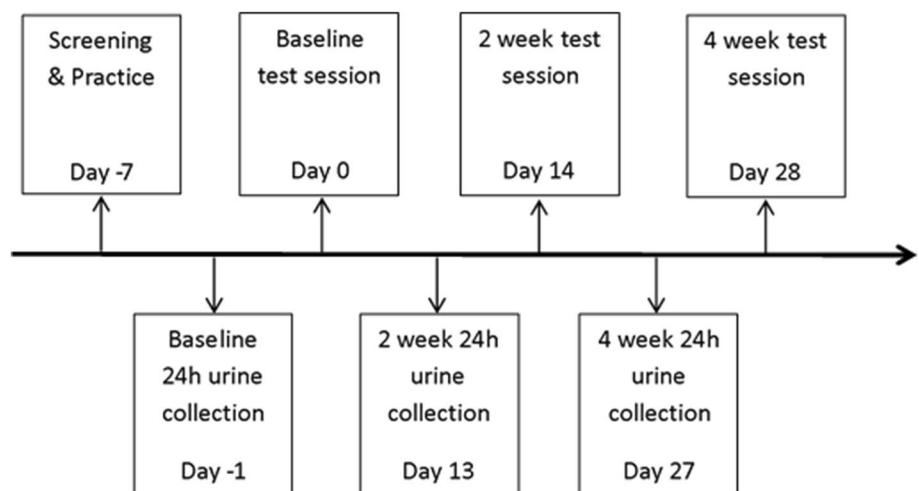 Screening
& Practice
Day -7
Baseline
test session
Day 0
2 week test
session
Day 14
4 week test
session
Day 28
Baseline
24h urine
collection
Day -1
2 week 24h
urine
collection
Day 13
4 week 24h
urine
collection
Day 27